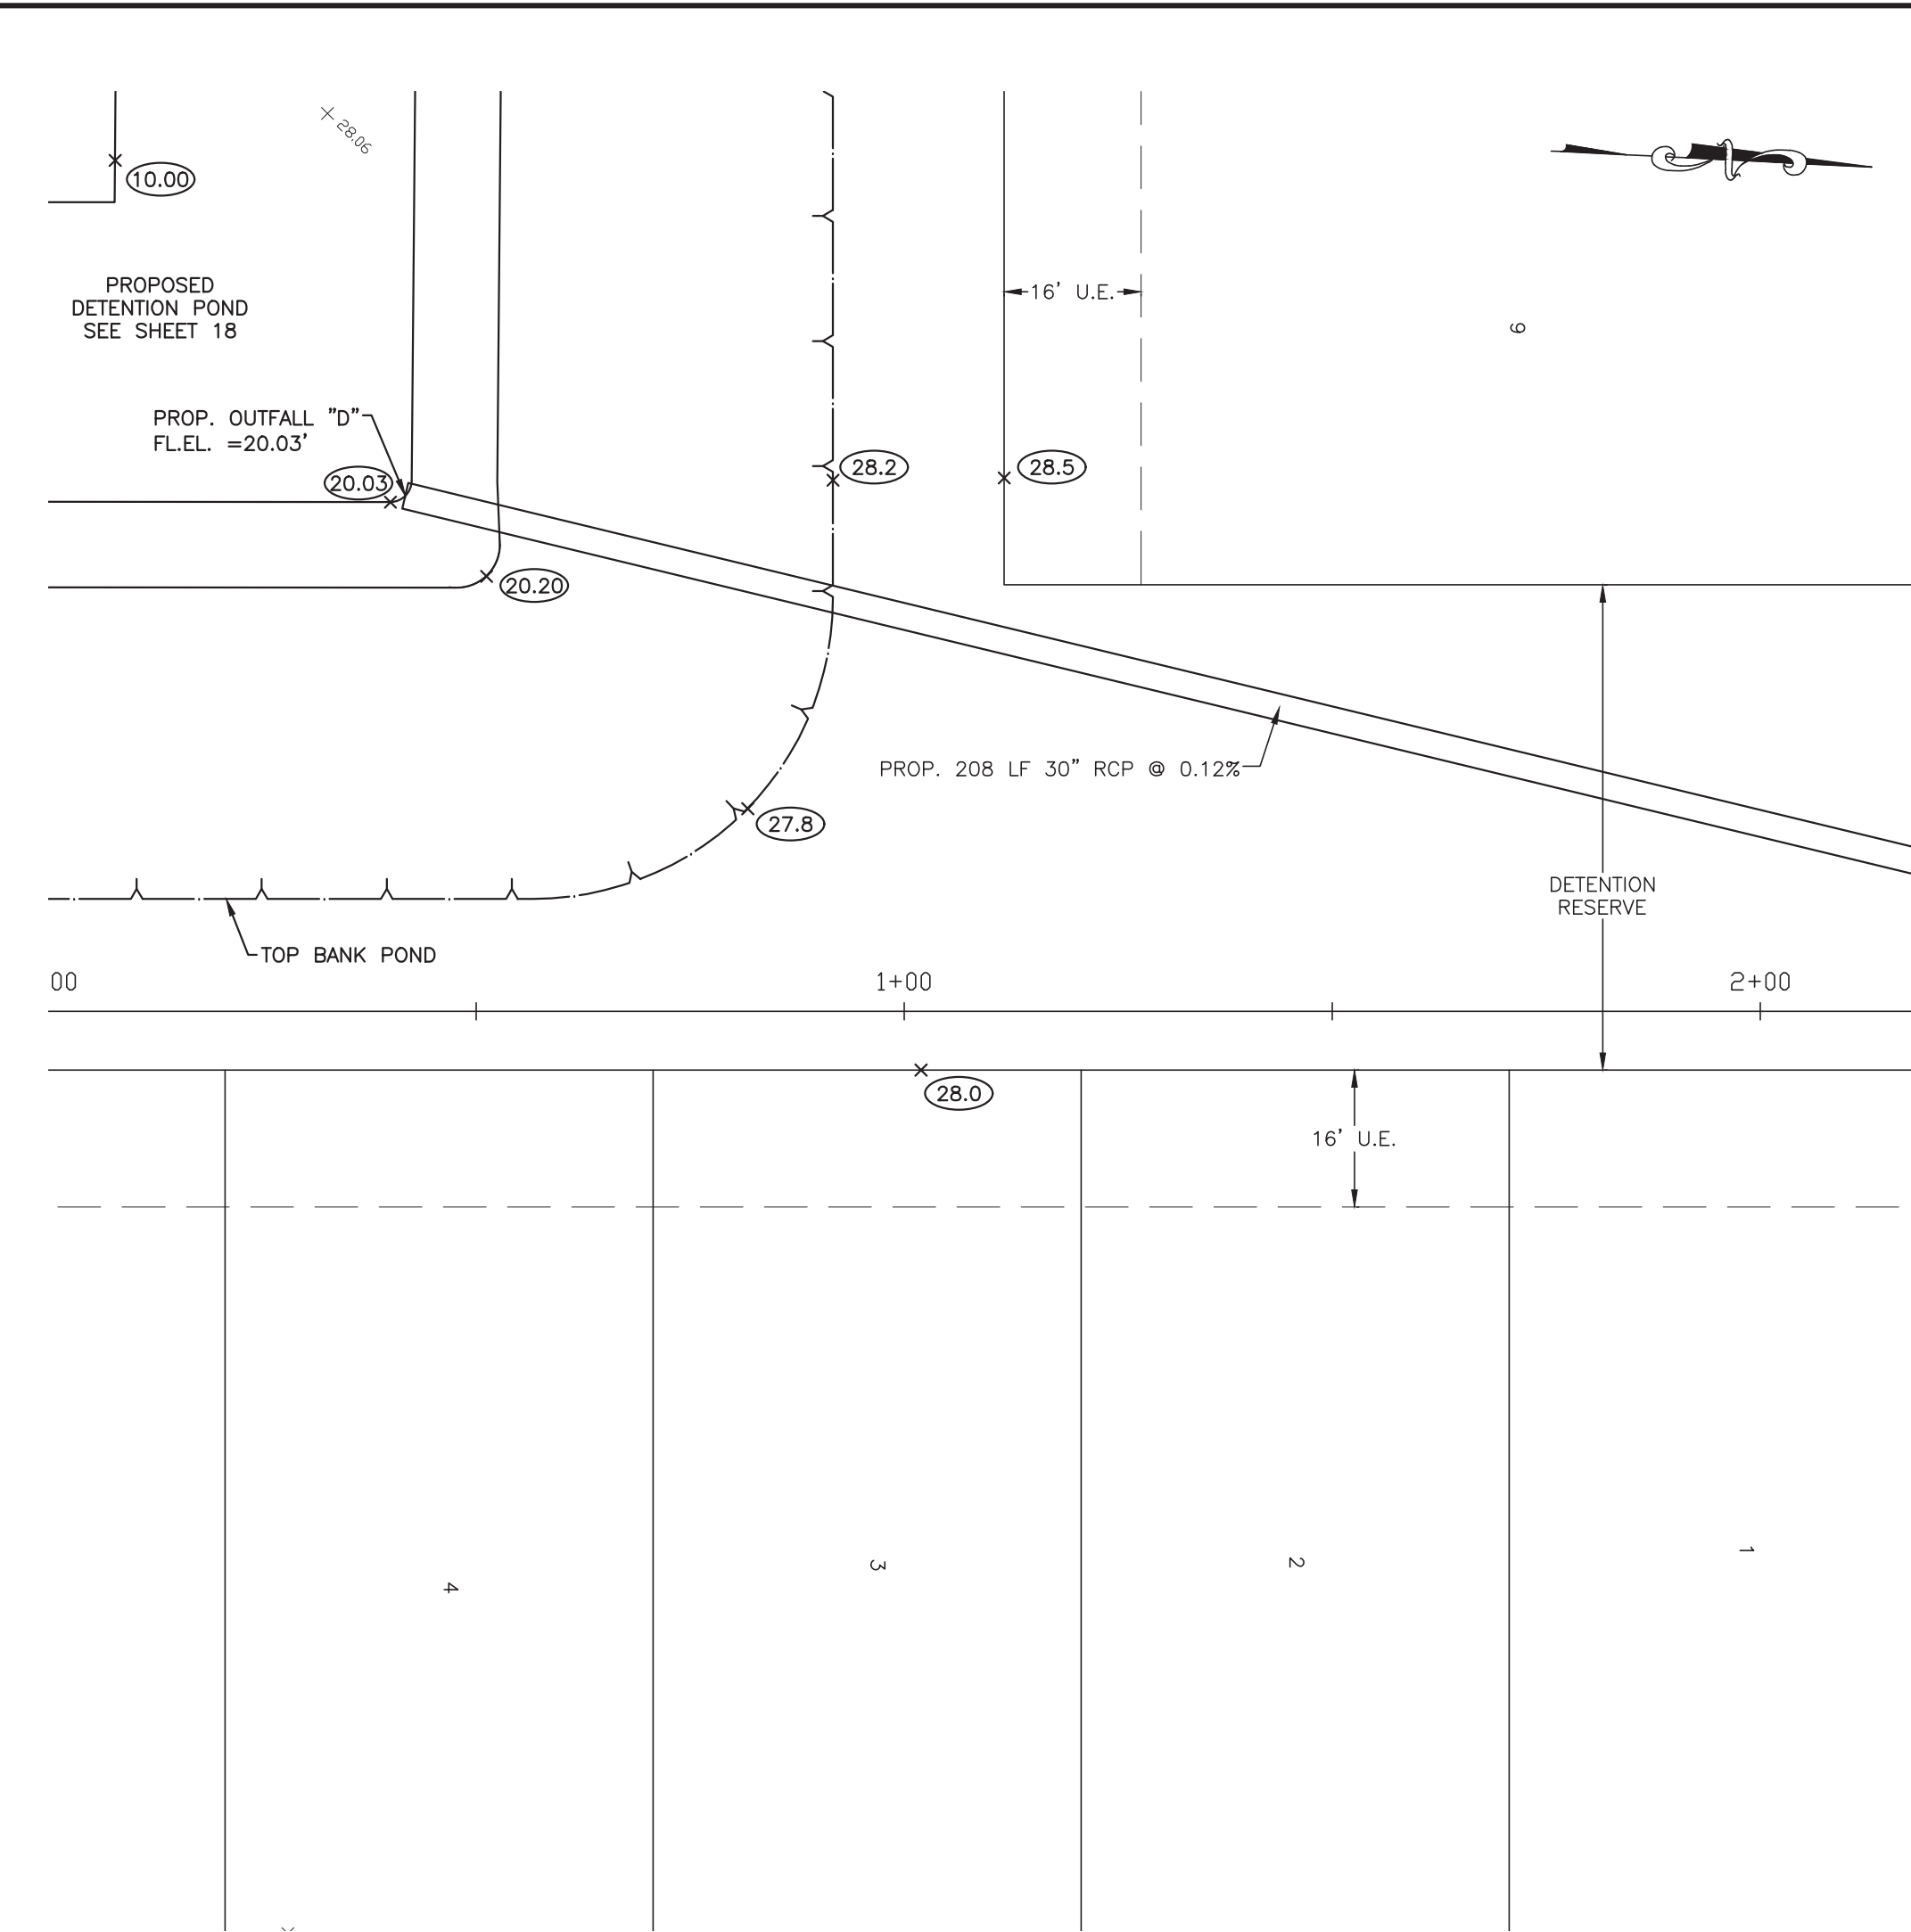 28.06
10.00
PROPOSED
DETENTION POND
SEE SHEET 18
16' U.E.
9
PROP. OUTFALL "D"
FL.EL. =20.03'
20.03
28.2
28.5
20.20
PROP. 208 LF 30" RCP @ 0.12%
27.8
DETENTION
RESERVE
TOP BANK POND
00
1+00
2+00
28.0
16' U.E.
4
3
2
1